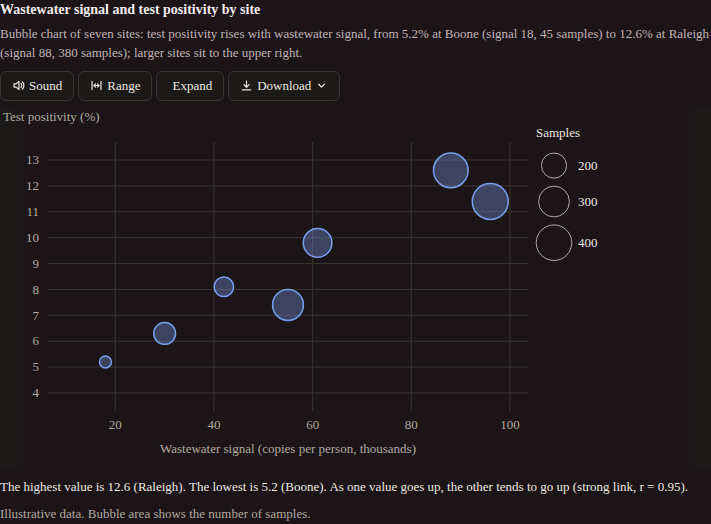 Wastewater signal and test positivity by site
Bubble chart of seven sites: test positivity rises with wastewater signal, from 5.2% at Boone (signal 18, 45 samples) to 12.6% at Raleigh
(signal 88, 380 samples); larger sites sit to the upper right.
Sound Range Expand Download
Test positivity (%)
Samples
13
12
11
10
9
8
7
6
5
4
200
300
400
20 40 60 80 100
Wastewater signal (copies per person, thousands)
The highest value is 12.6 (Raleigh). The lowest is 5.2 (Boone). As one value goes up, the other tends to go up (strong link, r = 0.95).
Illustrative data. Bubble area shows the number of samples.